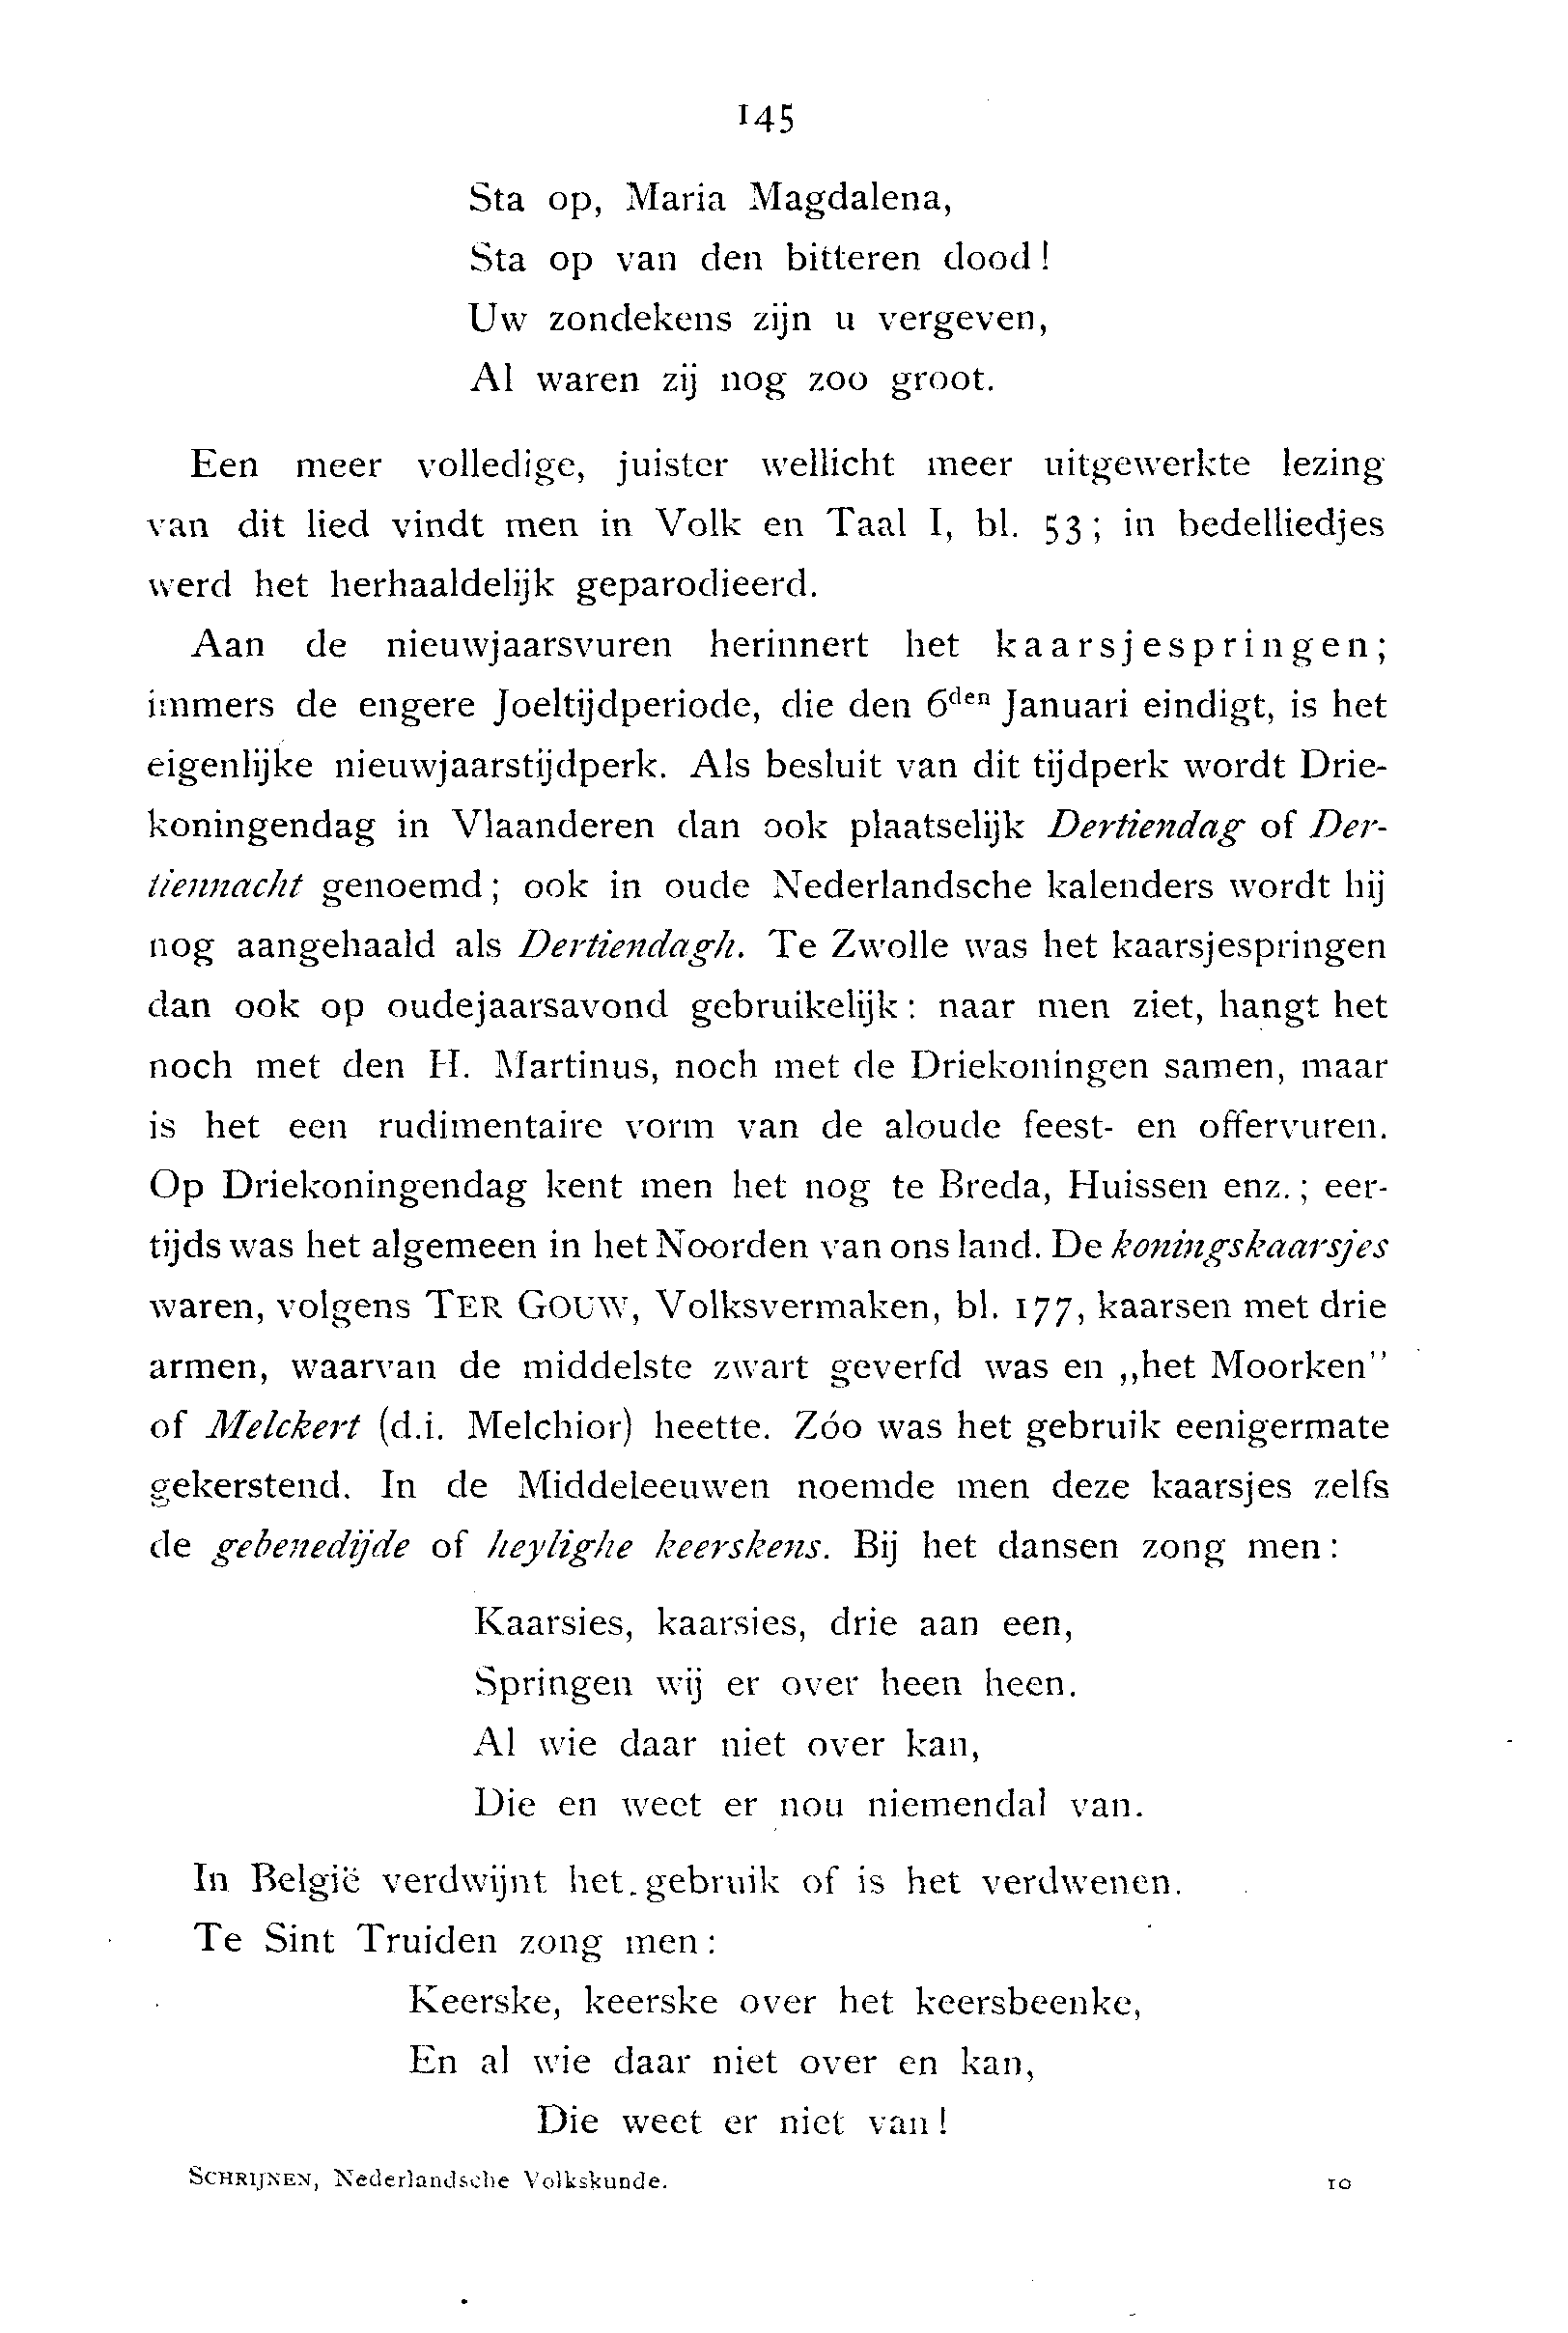 145
Sta op, Maria Magdalena,
Sta op van den bitteren dood!
Uw zondekens zijn u vergeven,
Al waren zij nog zoo groot.
Een meer volledige, juister wellicht meer uitgewerkte lezing
van dit lied vindt men in Volk en Taal I, bl. 53; in bedelliedjes
werd het herhaaldelijk geparodieerd.
Aan de nieuwjaarsvuren herinnert het kaarsjespringen;
immers de engere Joeltijdperiode, die den 6den Januari eindigt, is het
eigenlijke nieuwjaarstijdperk. Als besluit van dit tijdperk wordt Drie-
koningendag in Vlaanderen dan ook plaatselijk Dertiendag of Der-
tiennacht genoemd; ook in oude Nederlandsche kalenders wordt hij
nog aangehaald als Dertiendagh. Te Zwolle was het kaarsjespringen
dan ook op oudejaarsavond gebruikelijk: naar men ziet, hangt het
noch met den H. Martinus, noch met de Driekoningen samen, maar
is het een rudimentaire vorm van de aloude feest- en offervuren.
Op Driekoningendag kent men het nog te Breda, Huissen enz.; eer-
tijds was het algemeen in het Noorden van ons land. De koningskaarsjes
waren, volgens TER GOUW, Volksvermaken, bl. 177, kaarsen met drie
armen, waarvan de middelste zwart geverfd was en „het Moorken”
of Melckert (d.i. Melchior) heette. Zóo was het gebruik eenigermate
gekerstend. In de Middeleeuwen noemde men deze kaarsjes zelfs
de gebenedijde of heylighe keerskens. Bij het dansen zong men:
Kaarsies, kaarsies, drie aan een,
Springen wij er over heen heen.
Al wie daar niet over kan,
Die en weet er nou niemendal van.
In België verdwijnt het gebruik of is het verdwenen.
Te Sint Truiden zong men:
Keerske, keerske over het keersbeenke,
En al wie daar niet over en kan,
Die weet er niet van!
SCHRIJNEN, Nederlandsche Volkskunde. 10